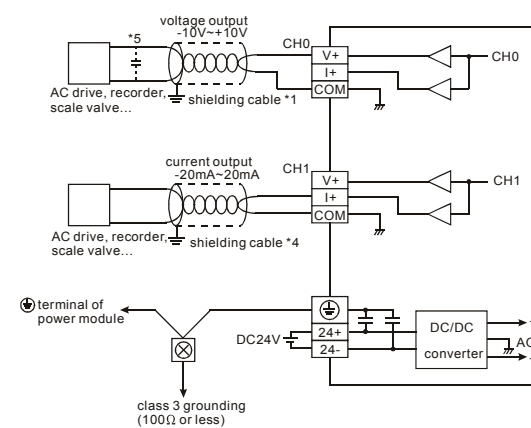 voltage output
-10V~+10V
*5
CH0
V+
I+
COM
CH0
AC drive, recorder,
scale valve...
shielding cable *1
current output
-20mA~20mA
CH1
V+
I+
COM
CH1
AC drive, recorder,
scale valve...
shielding cable *4
terminal of
power module
DC24V
24+
24-
DC/DC
converter
AG
class 3 grounding
(100Ω or less)